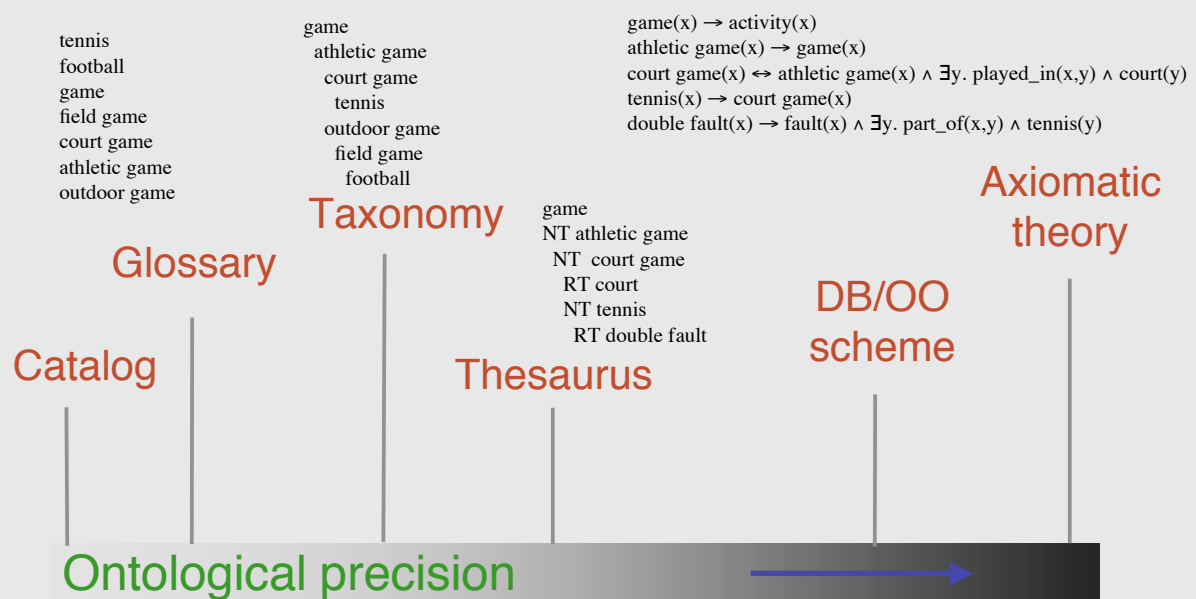 tennis
football
game
field game
court game
athletic game
outdoor game
game
athletic game
court game
tennis
outdoor game
field game
football
game(x) → activity(x)
athletic game(x) → game(x)
court game(x) ↔ athletic game(x) ∧ ∃y. played_in(x,y) ∧ court(y)
tennis(x) → court game(x)
double fault(x) → fault(x) ∧ ∃y. part_of(x,y) ∧ tennis(y)
game
NT athletic game
NT court game
RT court
NT tennis
RT double fault
Catalog
Glossary
Taxonomy
Thesaurus
DB/OO
scheme
Axiomatic
theory
Ontological precision